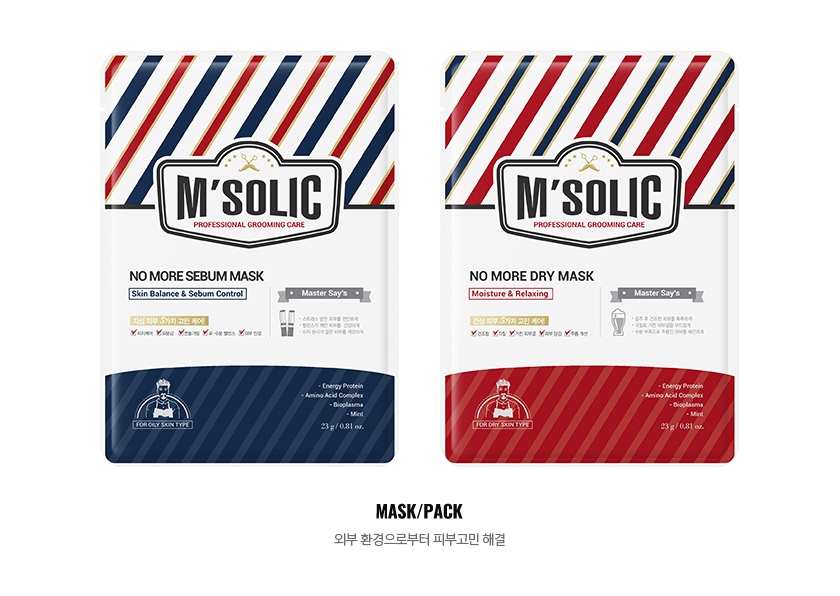 M'SOLIC
PROFESSIONAL GROOMING CARE
NO MORE SEBUM MASK
Skin Balance & Sebum Control
Master Say's
지성 피부 5가지 고민 케어!
FOR OILY SKIN TYPE
- Energy Protein
- Amino Acid Complex
- Bioplasma
- Mint
23 g / 0.81 oz.
M'SOLIC
PROFESSIONAL GROOMING CARE
NO MORE DRY MASK
Moisture & Relaxing
Master Say's
건성 피부 5가지 고민 케어!
FOR DRY SKIN TYPE
- Energy Protein
- Amino Acid Complex
- Bioplasma
- Mint
23 g / 0.81 oz.
MASK/PACK
외부 환경으로부터 피부고민 해결